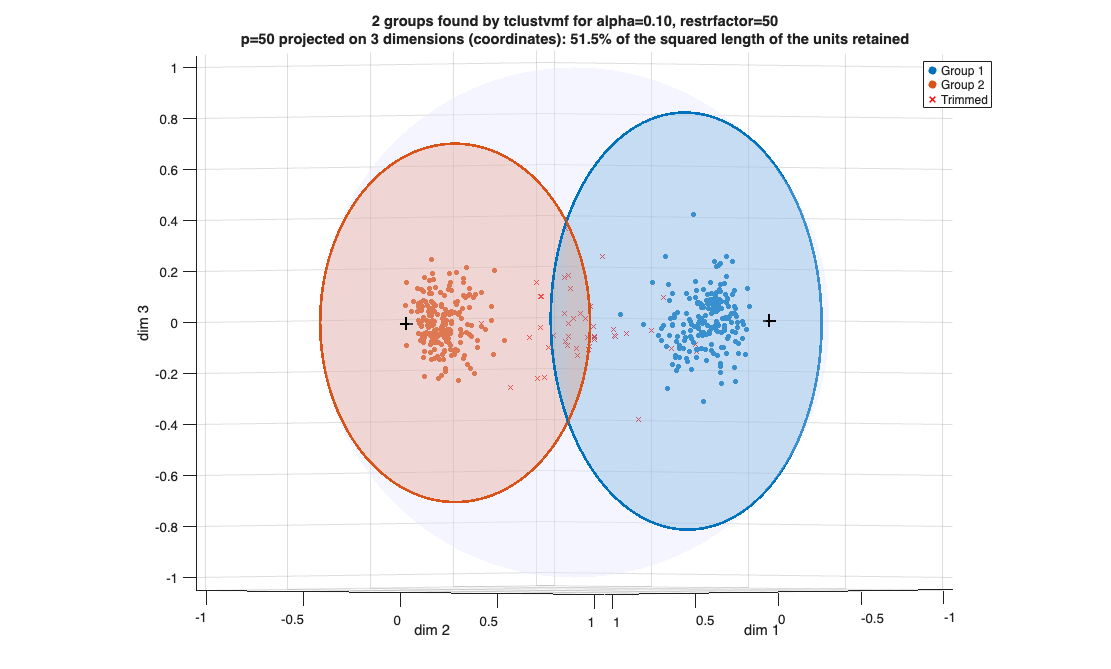 2 groups found by tclustvmf for alpha=0.10, restrfactor=50
p=50 projected on 3 dimensions (coordinates): 51.5% of the squared length of the units retained
Group 1
Group 2
Trimmed
1
0.8
0.6
0.4
0.2
0
-0.2
-0.4
-0.6
-0.8
-1
dim 3
-1 -0.5 0 0.5 1 1 0.5 0 -0.5 -1
dim 2 dim 1